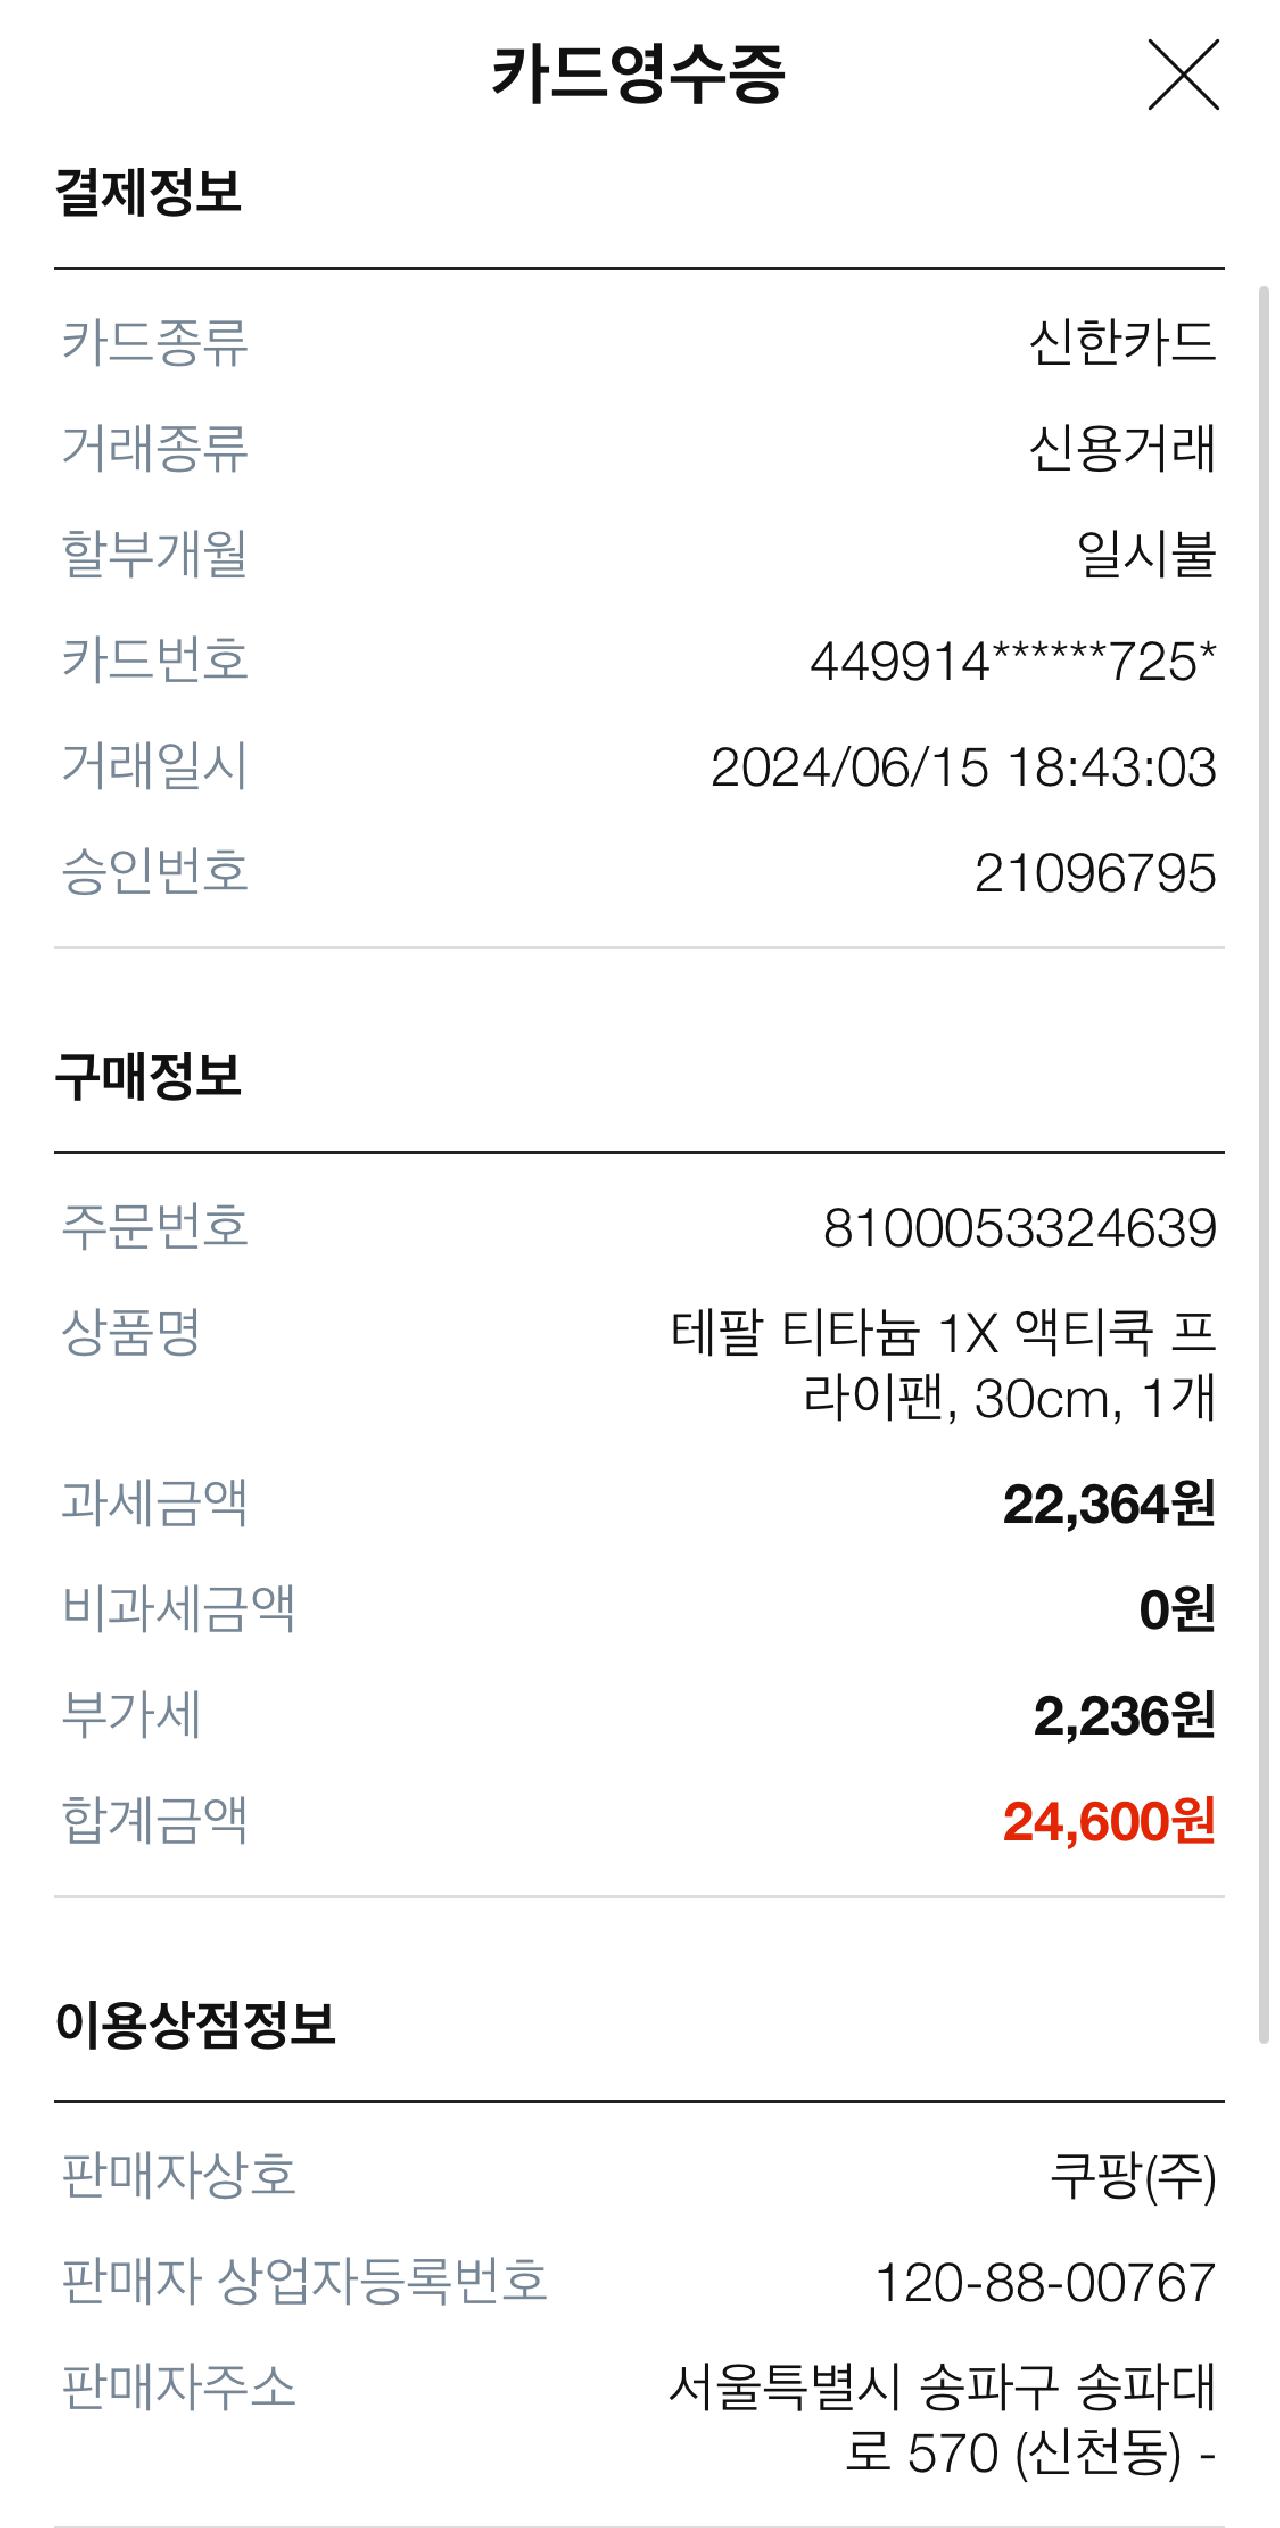 카드영수증
결제정보
카드종류 신한카드
거래종류 신용거래
할부개월 일시불
카드번호 449914******725*
거래일시 2024/06/15 18:43:03
승인번호 21096795
구매정보
주문번호 8100053324639
상품명 테팔 티타늄 1X 액티쿡 프
라이팬, 30cm, 1개
과세금액 22,364원
비과세금액 0원
부가세 2,236원
합계금액 24,600원
이용상점정보
판매자상호 쿠팡(주)
판매자 상업자등록번호 120-88-00767
판매자주소 서울특별시 송파구 송파대
로 570 (신천동) -